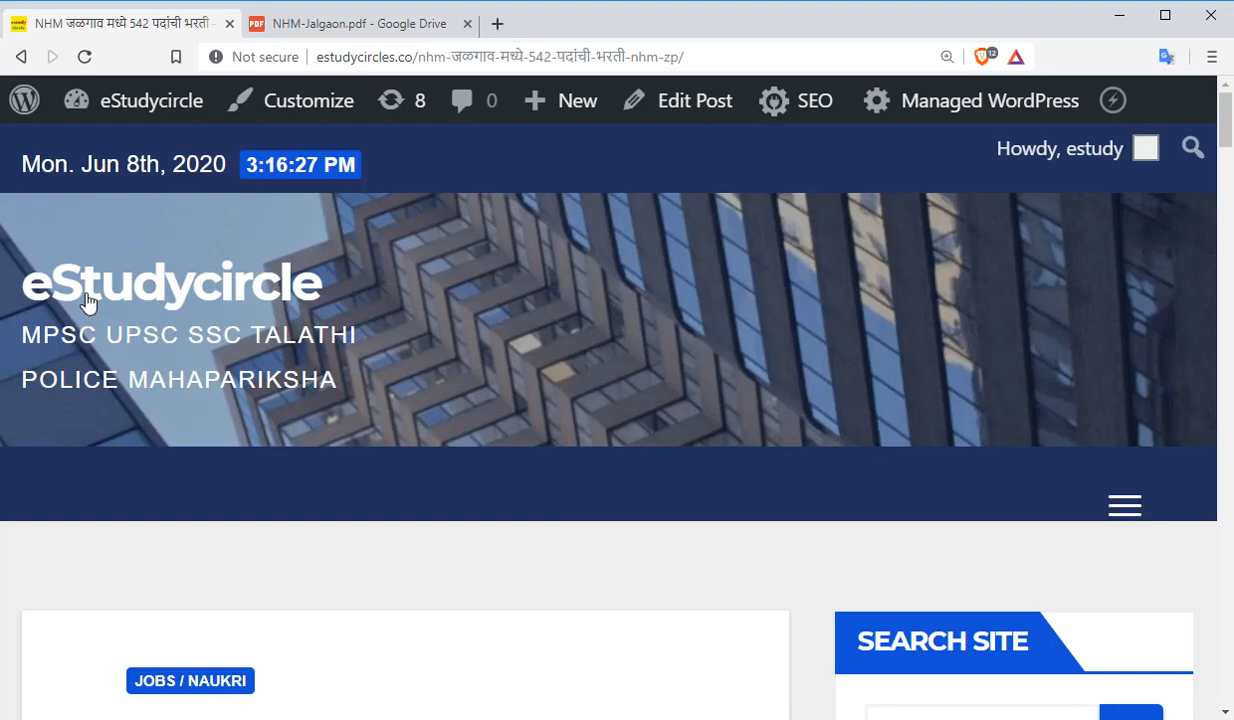 NHM जळगाव मध्ये 542 पदांची भरती -
NHM-Jalgaon.pdf - Google Drive
Not secure estudycircles.co/nhm-जळगाव-मध्ये-542-पदांची-भरती-nhm-zp/
12
eStudycircle Customize 8 0 New Edit Post SEO Managed WordPress
Howdy, estudy
Mon. Jun 8th, 2020 3:16:27 PM
eStudycircle
MPSC UPSC SSC TALATHI
POLICE MAHAPARIKSHA
SEARCH SITE
JOBS / NAUKRI